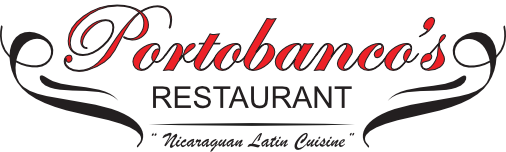 Portobanco's
RESTAURANT
"Nicaraguan Latin Cuisine"